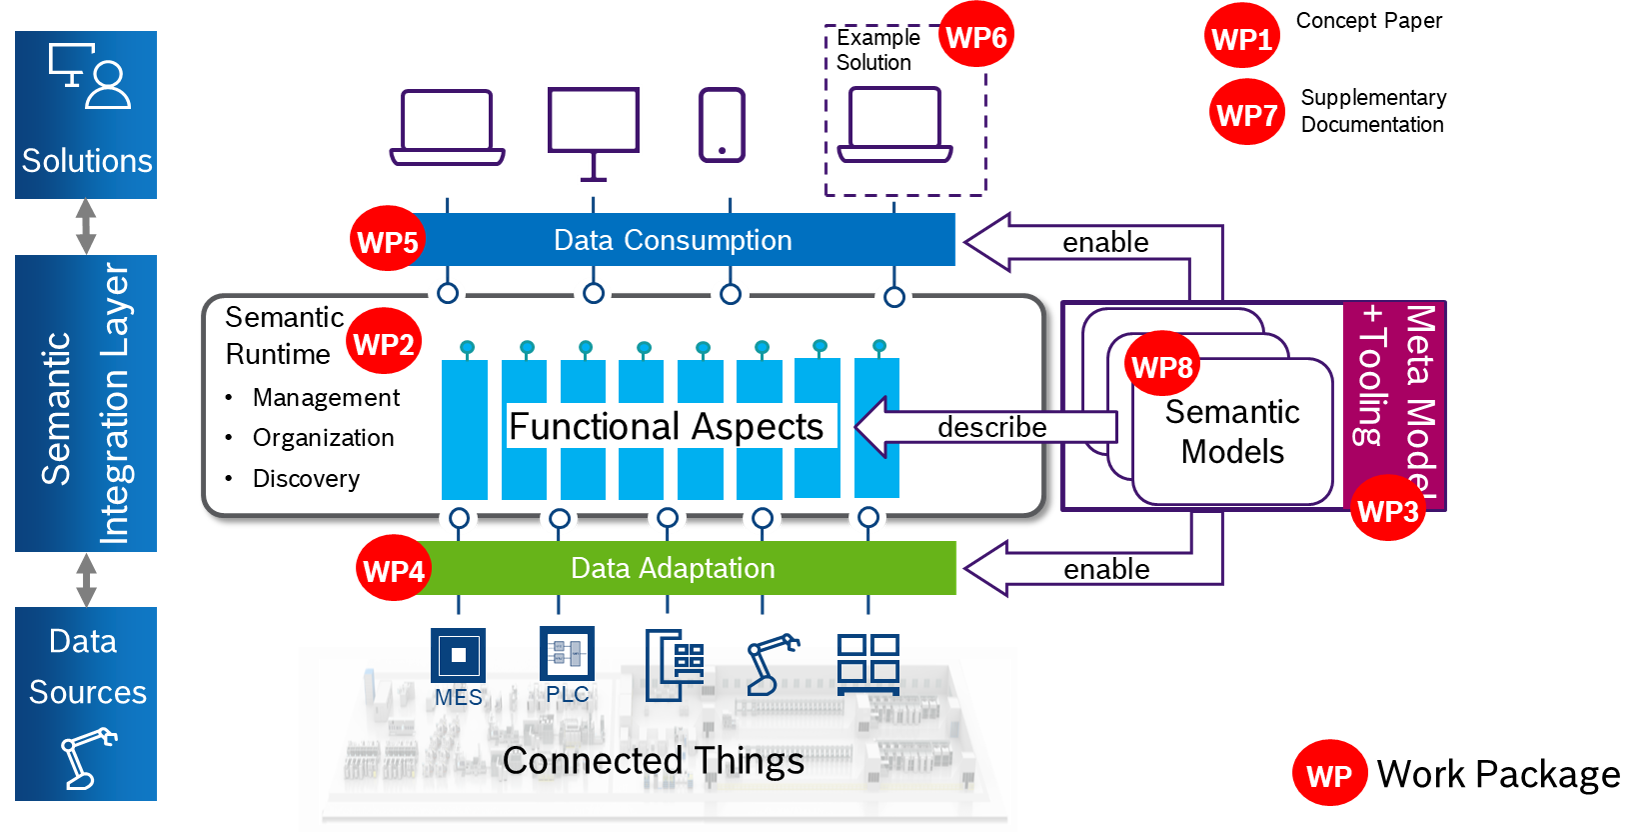 Solutions
Semantic
Integration Layer
Data
Sources
Example
Solution
WP6
WP1
Concept Paper
WP7
Supplementary
Documentation
WP5
Data Consumption
enable
Semantic
Runtime
WP2
• Management
• Organization
• Discovery
Functional Aspects
describe
WP8
Semantic
Models
Meta Model
+Tooling
WP3
WP4
Data Adaptation
enable
MES
PLC
Connected Things
WP
Work Package